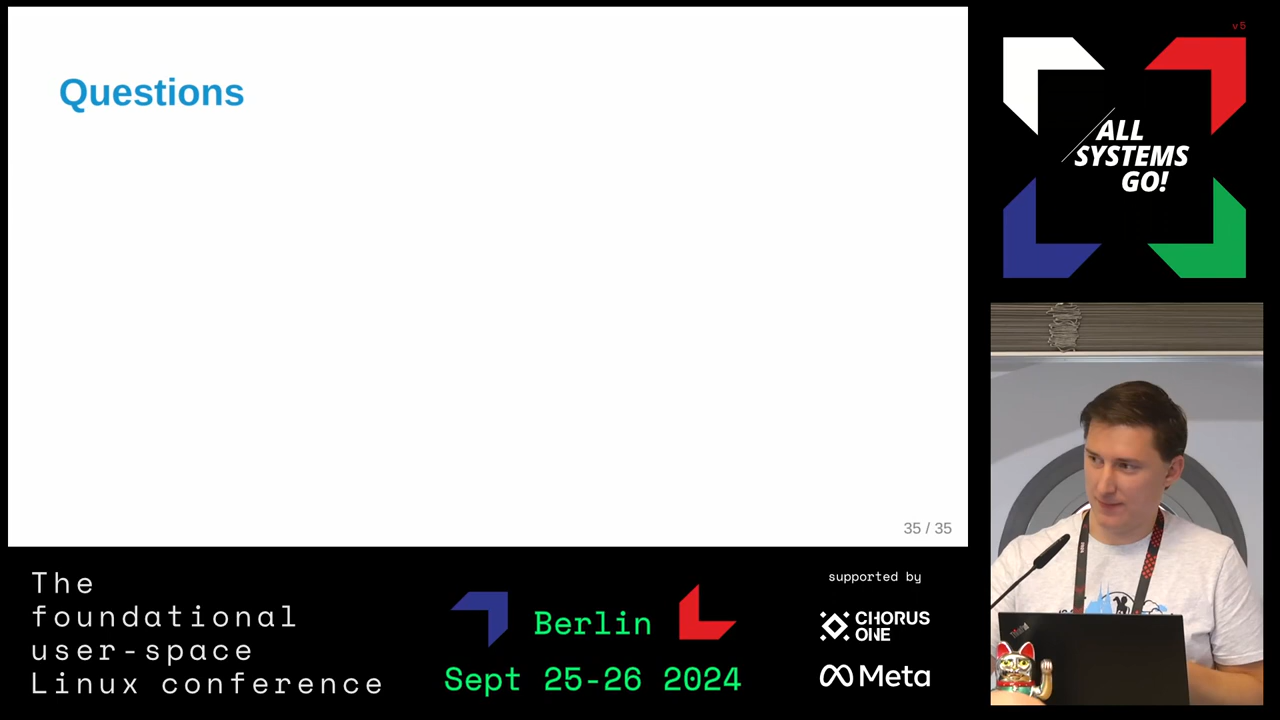 Questions
35 / 35
v5
ALL
SYSTEMS
GO!
The
foundational
user-space
Linux conference
Berlin
Sept 25-26 2024
supported by
CHORUS
ONE
Meta